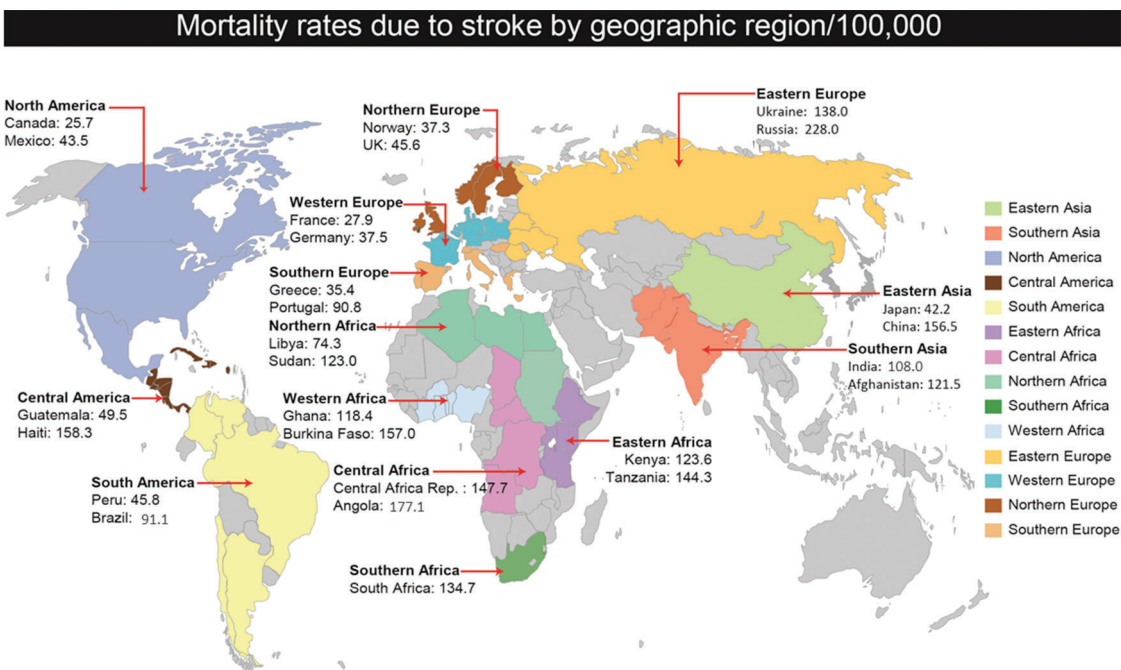 Mortality rates due to stroke by geographic region/100,000
North America
Canada: 25.7
Mexico: 43.5
Northern Europe
Norway: 37.3
UK: 45.6
Eastern Europe
Ukraine: 138.0
Russia: 228.0
Western Europe
France: 27.9
Germany: 37.5
Southern Europe
Greece: 35.4
Portugal: 90.8
Northern Africa
Libya: 74.3
Sudan: 123.0
Eastern Asia
Japan: 42.2
China: 156.5
Southern Asia
India: 108.0
Afghanistan: 121.5
Central America
Guatemala: 49.5
Haiti: 158.3
Western Africa
Ghana: 118.4
Burkina Faso: 157.0
Eastern Africa
Kenya: 123.6
Tanzania: 144.3
South America
Peru: 45.8
Brazil: 91.1
Central Africa
Central Africa Rep. : 147.7
Angola: 177.1
Southern Africa
South Africa: 134.7
Eastern Asia
Southern Asia
North America
Central America
South America
Eastern Africa
Central Africa
Northern Africa
Southern Africa
Western Africa
Eastern Europe
Western Europe
Northern Europe
Southern Europe